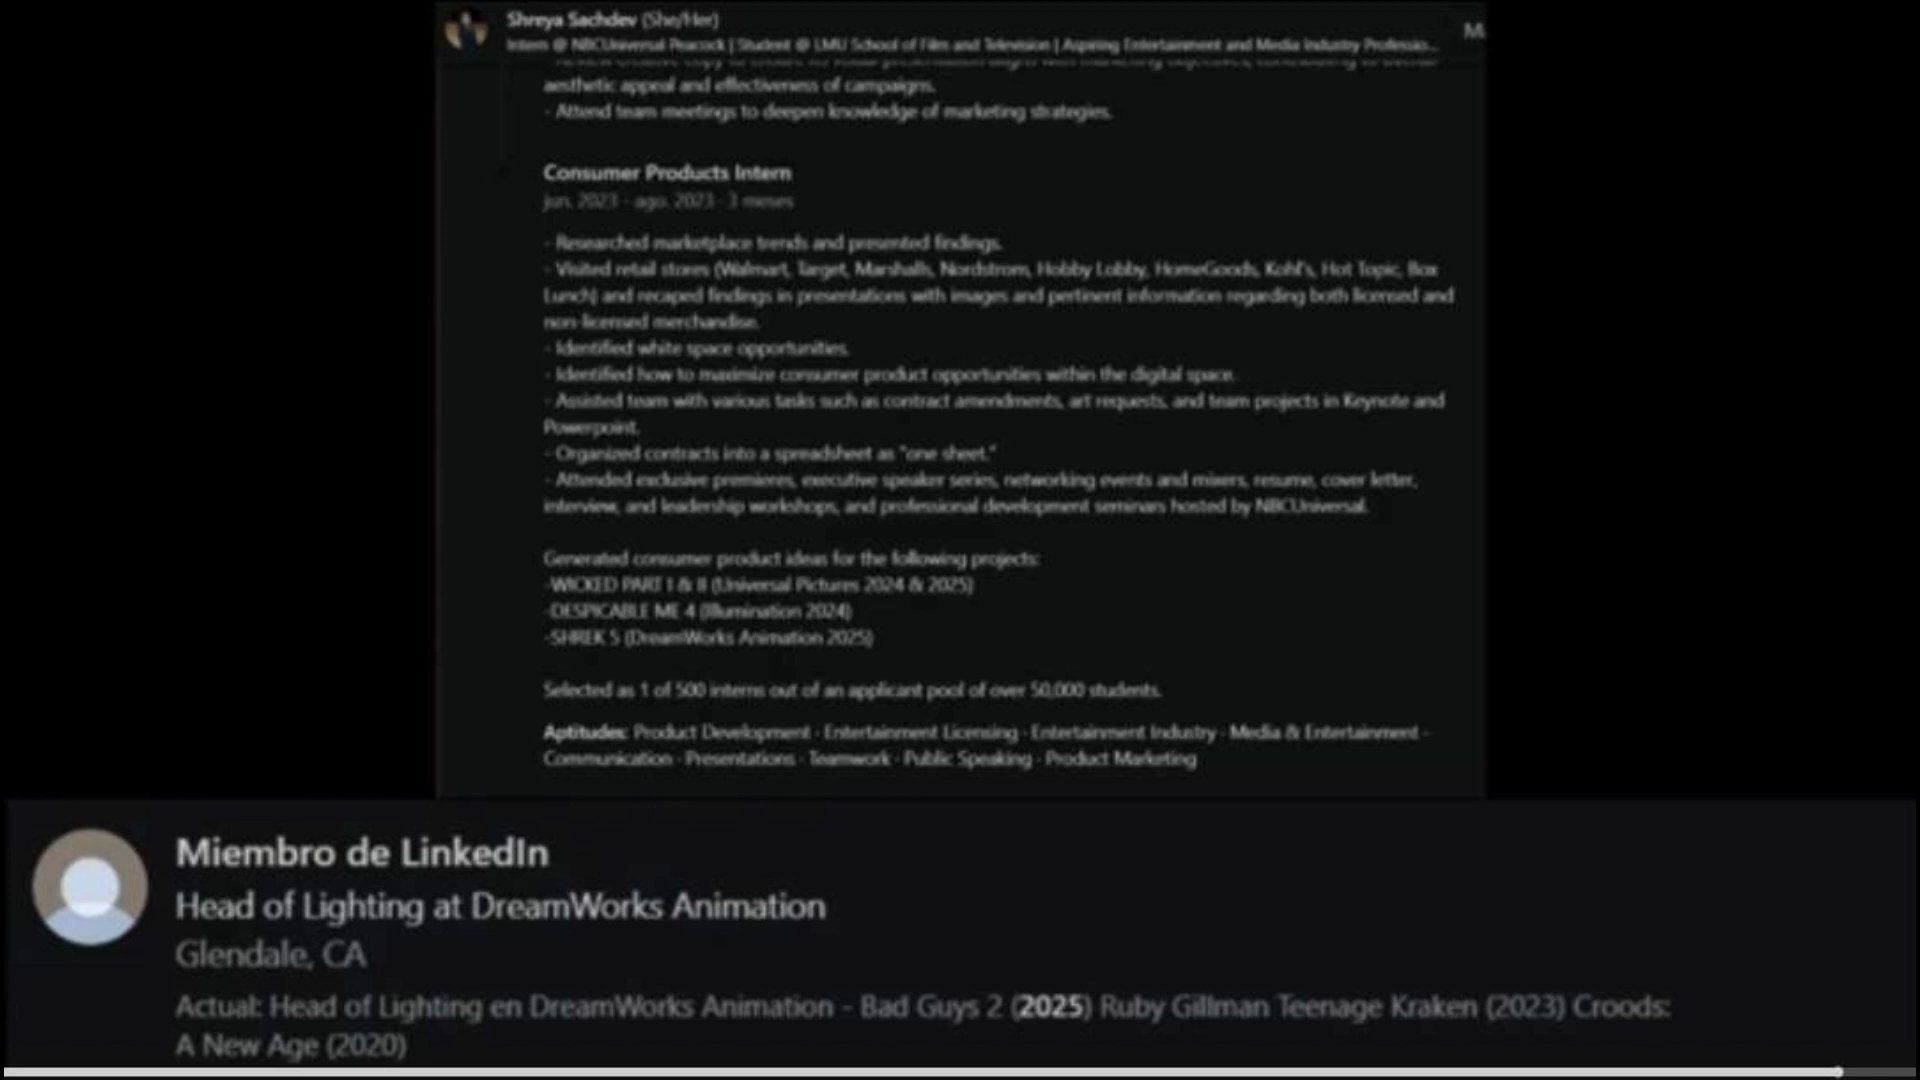 Shreya Sachdev (She/Her)
Intern @ NBCUniversal Peacock | Student @ LMU School of Film and Television | Aspiring Entertainment and Media Industry Professio...
M
aesthetic appeal and effectiveness of campaigns.
- Attend team meetings to deepen knowledge of marketing strategies.
Consumer Products Intern
jun. 2023 - ago. 2023 · 3 meses
- Researched marketplace trends and presented findings.
- Visited retail stores (Walmart, Target, Marshalls, Nordstrom, Hobby Lobby, HomeGoods, Kohl's, Hot Topic, Box
Lunch) and recaped findings in presentations with images and pertinent information regarding both licensed and
non-licensed merchandise.
- Identified white space opportunities.
- Identified how to maximize consumer product opportunities within the digital space.
- Assisted team with various tasks such as contract amendments, art requests, and team projects in Keynote and
Powerpoint.
- Organized contracts into a spreadsheet as "one sheet."
- Attended exclusive premieres, executive speaker series, networking events and mixers, resume, cover letter,
interview, and leadership workshops, and professional development seminars hosted by NBCUniversal.
Generated consumer product ideas for the following projects:
-WICKED PART I & II (Universal Pictures 2024 & 2025)
-DESPICABLE ME 4 (Illumination 2024)
-SHREK 5 (DreamWorks Animation 2025)
Selected as 1 of 500 interns out of an applicant pool of over 50,000 students.
Aptitudes: Product Development · Entertainment Licensing · Entertainment Industry · Media & Entertainment ·
Communication · Presentations · Teamwork · Public Speaking · Product Marketing
Miembro de LinkedIn
Head of Lighting at DreamWorks Animation
Glendale, CA
Actual: Head of Lighting en DreamWorks Animation - Bad Guys 2 (2025) Ruby Gillman Teenage Kraken (2023) Croods:
A New Age (2020)